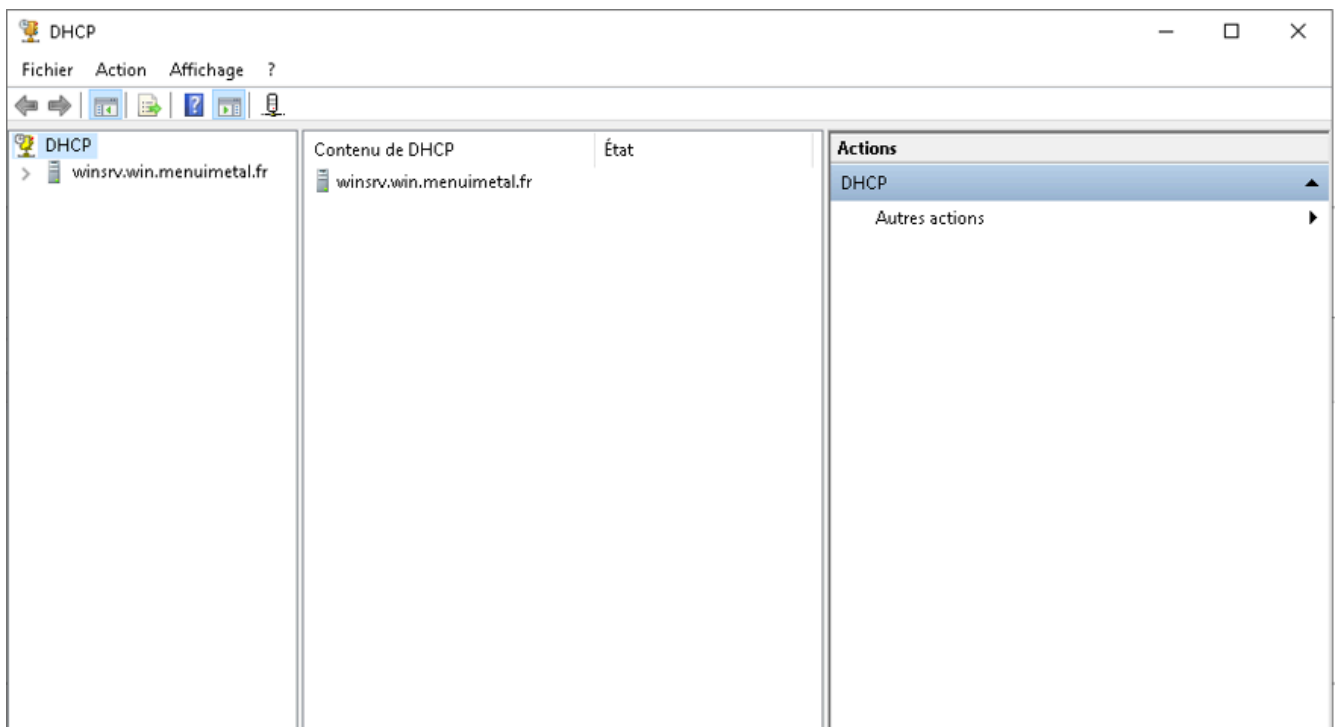 DHCP
Fichier Action Affichage ?
DHCP
winsrv.win.menuimetal.fr
Contenu de DHCP État
winsrv.win.menuimetal.fr
Actions
DHCP
Autres actions